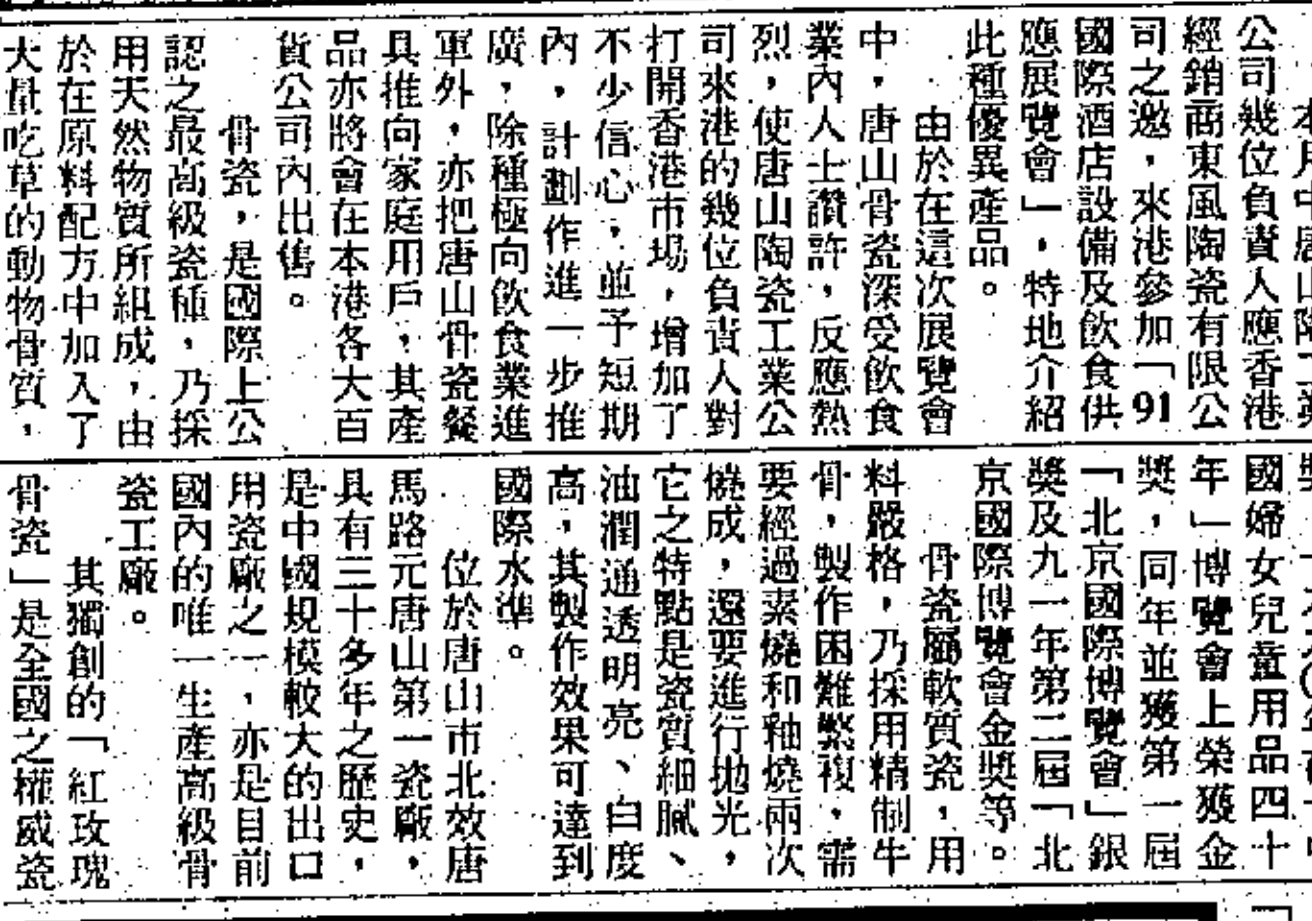 公司幾位負責人應香港
經銷商東風陶瓷有限公
司之邀,來港參加「91
國際酒店設備及飲食供
應展覽會」,特地介紹
此種優異產品。
由於在這次展覽會
中,唐山骨瓷深受飲食
業內人士讚許,反應熱
烈,使唐山陶瓷工業公
司來港的幾位負責人對
打開香港市場,增加了
不少信心,並予短期
內,計劃作進一步推
廣,除種極向飲食業進
軍外,亦把唐山骨瓷餐
具推向家庭用戶,其產
品亦將會在本港各大百
貨公司內出售。
骨瓷,是國際上公
認之最高級瓷種,乃採
用天然物質所組成,由
於在原料配方中加入了
大量吃草的動物骨質,
國婦女兒童用品四十
年」博覽會上榮獲金
獎,同年並獲第一屆
「北京國際博覽會」銀
獎及九一年第二屆「北
京國際博覽會金獎等。
骨瓷屬軟質瓷,用
料嚴格,乃採用精制牛
骨,製作困難繁複,需
要經過素燒和釉燒兩次
燒成,還要進行拋光,
它之特點是瓷質細膩、
油潤通透明亮、白度
高,其製作效果可達到
國際水準。
位於唐山市北效唐
馬路元唐山第一瓷廠,
具有三十多年之歷史,
是中國規模較大的出口
用瓷廠之一,亦是目前
國內的唯一生產高級骨
瓷工廠。
其獨創的「紅玫瑰
骨瓷」是全國之權威瓷